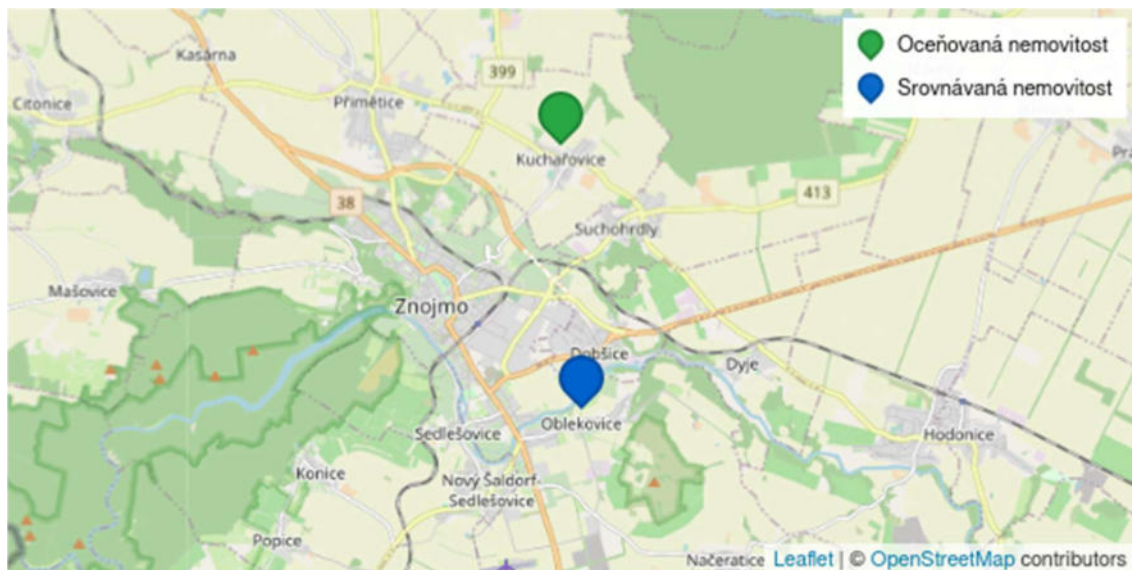 Oceňovaná nemovitost
Srovnávaná nemovitost
Kasárna
399
Citonice
Přímětice
Kuchařovice
38
413
Suchohrdly
Mašovice
Znojmo
Dobšice
Dyje
Oblekovice
Sedlešovice
Hodonice
Konice
Nový Šaldorf-
Sedlešovice
Popice
Načeratice
Leaflet | © OpenStreetMap contributors